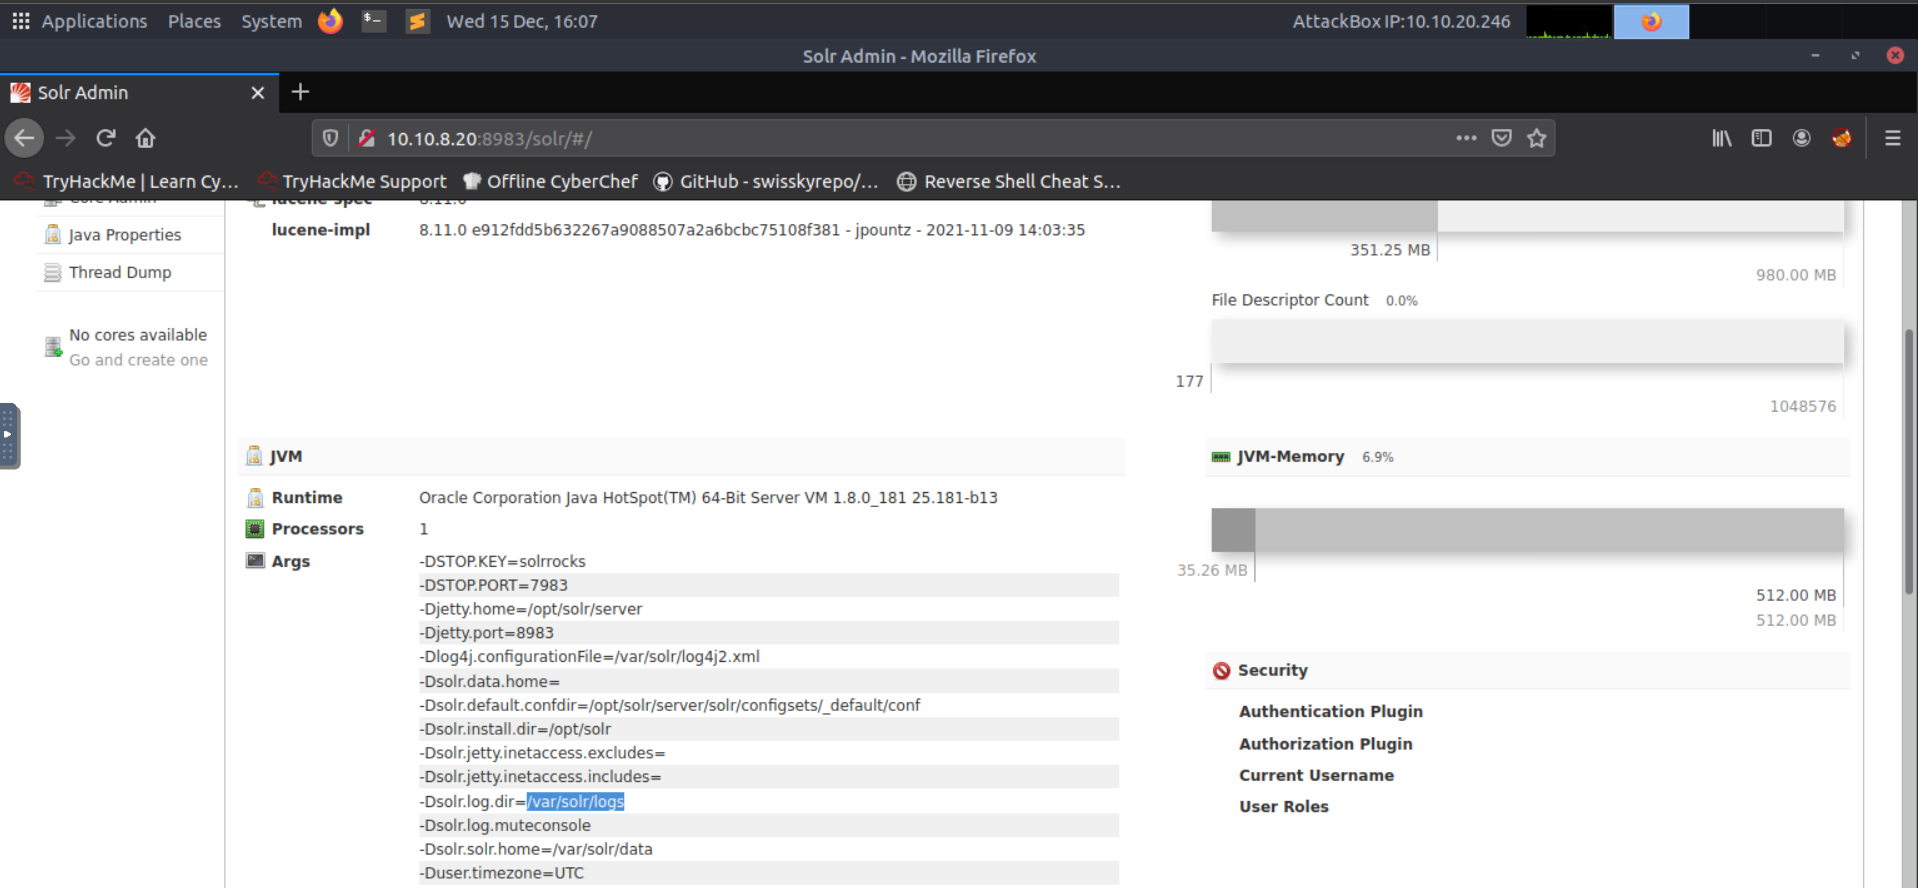 Applications Places System Wed 15 Dec, 16:07 AttackBox IP:10.10.20.246
Solr Admin - Mozilla Firefox
Solr Admin
10.10.8.20:8983/solr/#/
TryHackMe | Learn Cy... TryHackMe Support Offline CyberChef GitHub - swisskyrepo/... Reverse Shell Cheat S...
Core Admin
Java Properties
Thread Dump
No cores available
Go and create one
lucene-spec 8.11.0
lucene-impl 8.11.0 e912fdd5b632267a9088507a2a6bcbc75108f381 - jpountz - 2021-11-09 14:03:35
JVM
Runtime Oracle Corporation Java HotSpot(TM) 64-Bit Server VM 1.8.0_181 25.181-b13
Processors 1
Args -DSTOP.KEY=solrrocks
-DSTOP.PORT=7983
-Djetty.home=/opt/solr/server
-Djetty.port=8983
-Dlog4j.configurationFile=/var/solr/log4j2.xml
-Dsolr.data.home=
-Dsolr.default.confdir=/opt/solr/server/solr/configsets/_default/conf
-Dsolr.install.dir=/opt/solr
-Dsolr.jetty.inetaccess.excludes=
-Dsolr.jetty.inetaccess.includes=
-Dsolr.log.dir=/var/solr/logs
-Dsolr.log.muteconsole
-Dsolr.solr.home=/var/solr/data
-Duser.timezone=UTC
351.25 MB
980.00 MB
File Descriptor Count 0.0%
177
1048576
JVM-Memory 6.9%
35.26 MB
512.00 MB
512.00 MB
Security
Authentication Plugin
Authorization Plugin
Current Username
User Roles